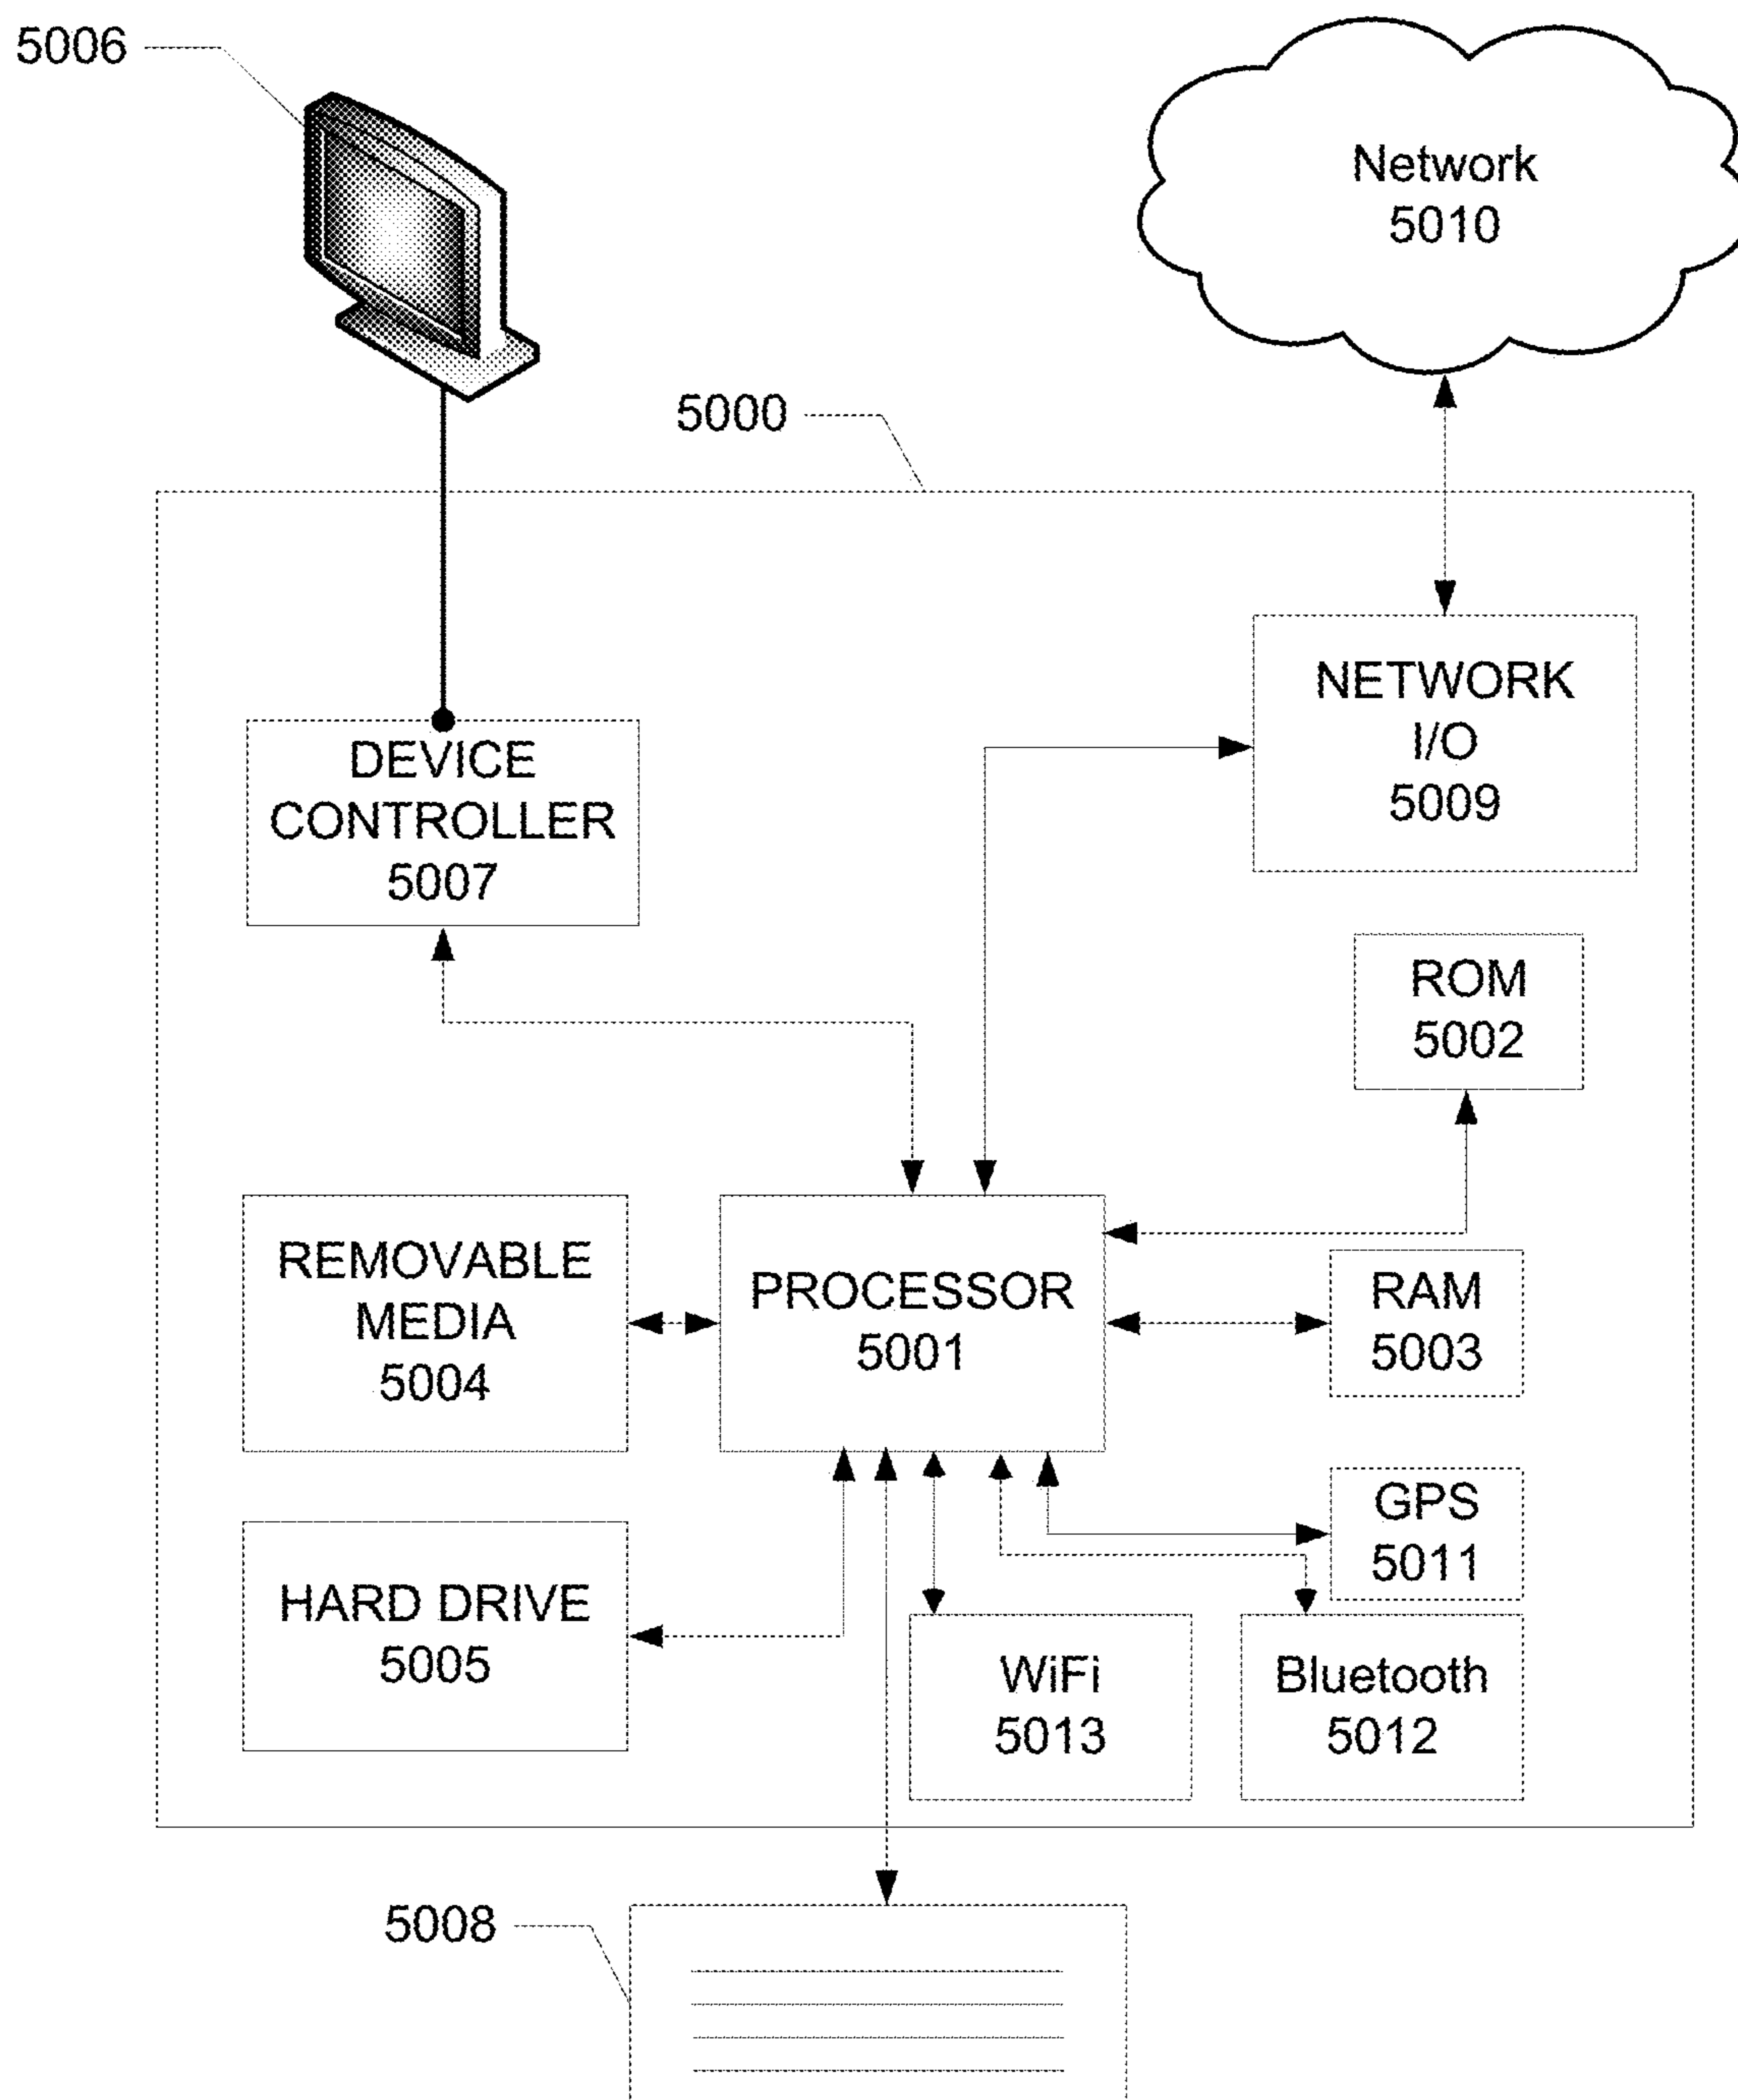 5006
Network
5010
5000
NETWORK
I/O
5009
DEVICE
CONTROLLER
5007
ROM
5002
REMOVABLE
MEDIA
5004
PROCESSOR
5001
RAM
5003
GPS
5011
HARD DRIVE
5005
WiFi
5013
Bluetooth
5012
5008